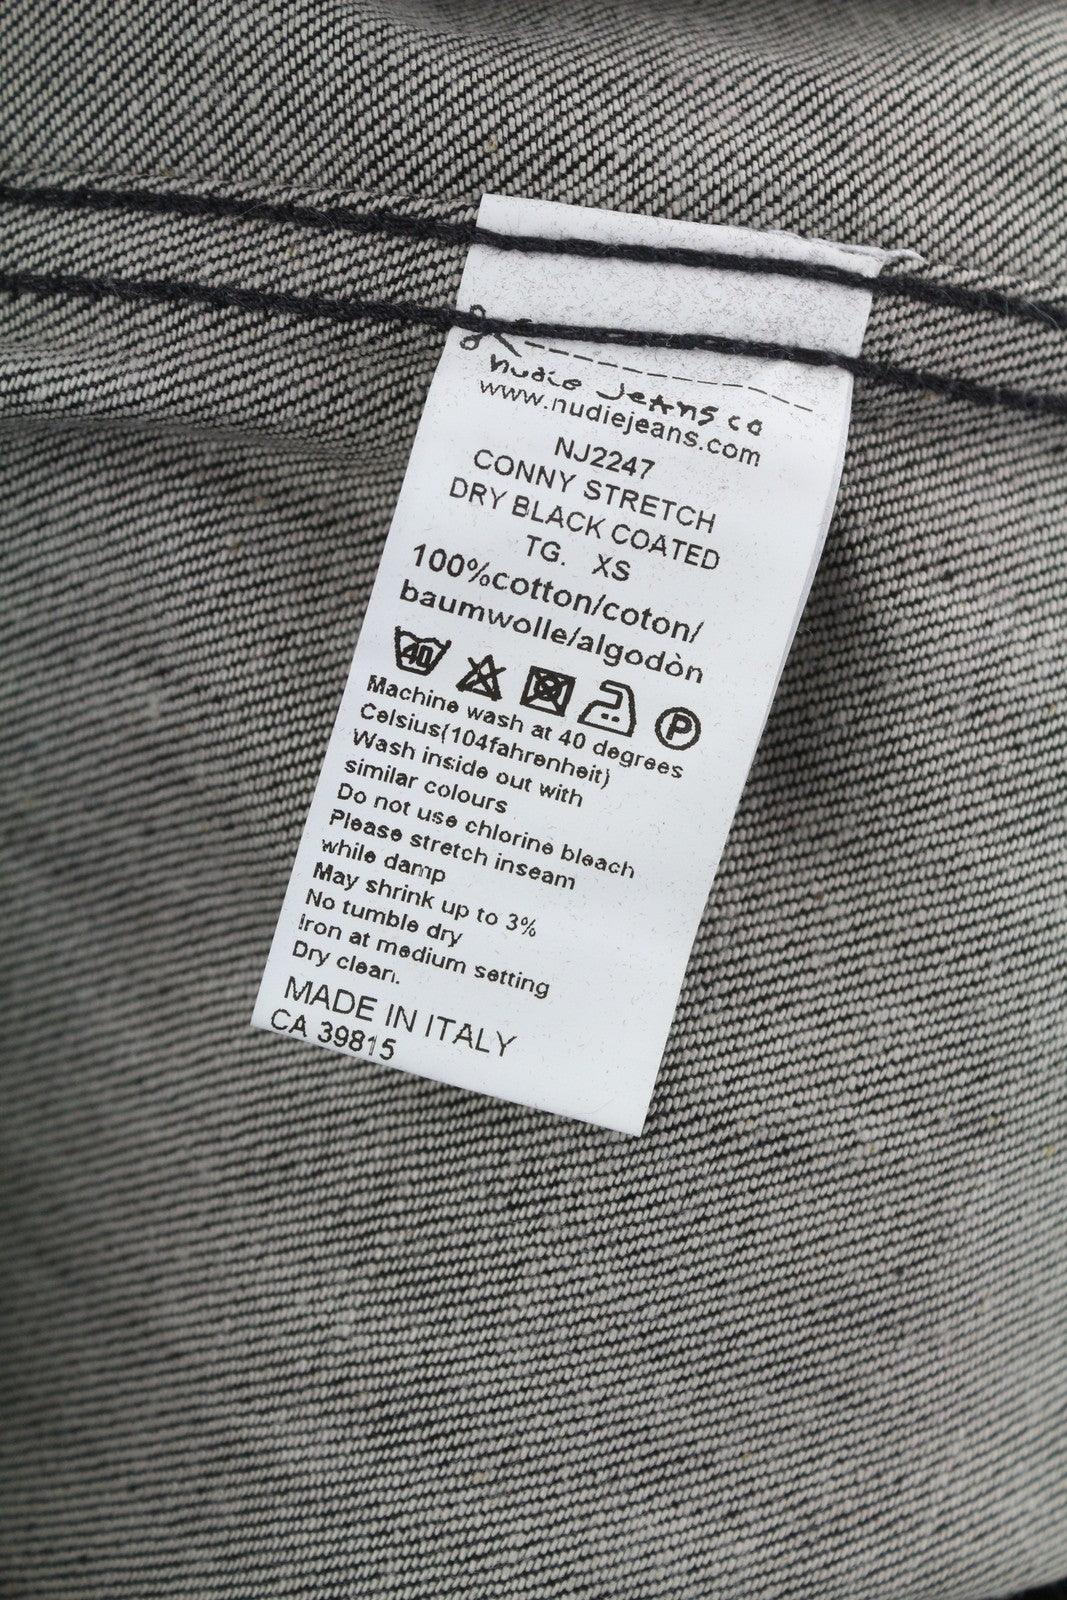 nudie Jeans co
www.nudiejeans.com
NJ2247
CONNY STRETCH
DRY BLACK COATED
TG. XS
100%cotton/coton/
baumwolle/algodòn
40 P
Machine wash at 40 degrees
Celsius(104fahrenheit)
Wash inside out with
similar colours
Do not use chlorine bleach
Please stretch inseam
while damp
May shrink up to 3%
No tumble dry
Iron at medium setting
Dry clean.
MADE IN ITALY
CA 39815